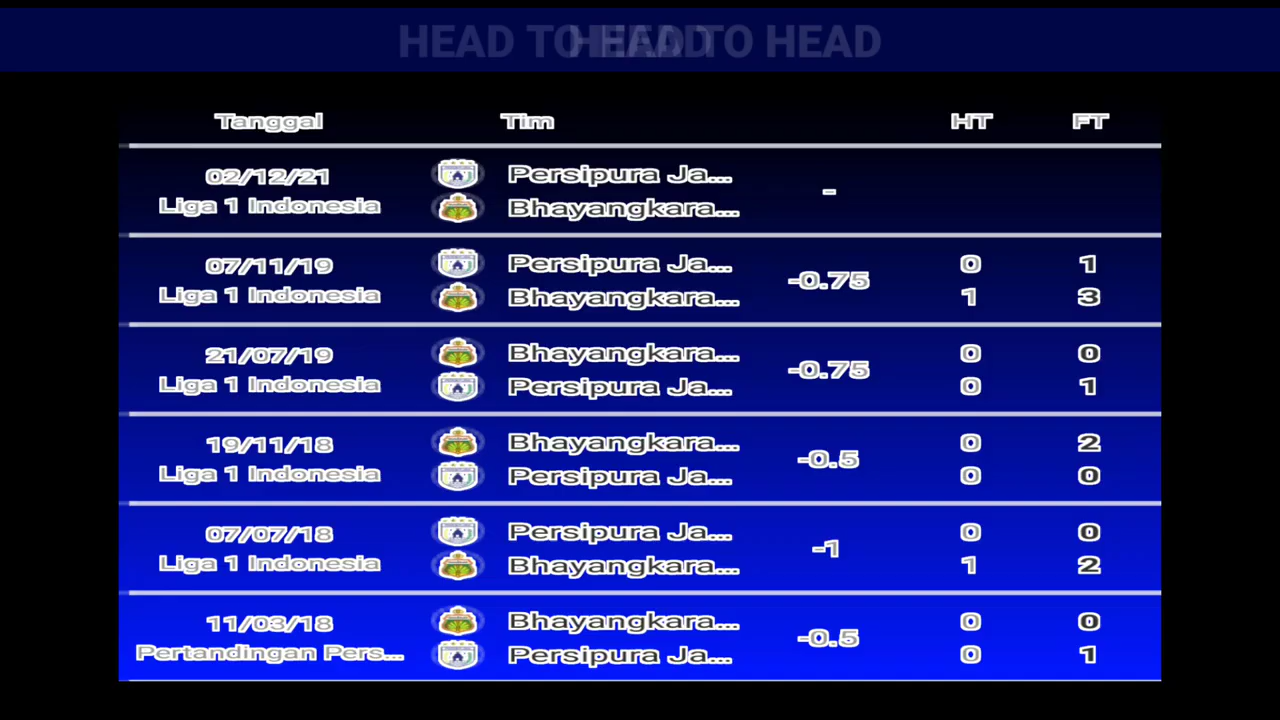 HEAD TO HEAD
HEAD TO HEAD
Tanggal Tim HT FT
02/12/21 Persipura Ja...
Liga 1 Indonesia Bhayangkara... -
07/11/19 Persipura Ja... 0 1
Liga 1 Indonesia Bhayangkara... -0.75 1 3
21/07/19 Bhayangkara... 0 0
Liga 1 Indonesia Persipura Ja... -0.75 0 1
19/11/18 Bhayangkara... 0 2
Liga 1 Indonesia Persipura Ja... -0.5 0 0
07/07/18 Persipura Ja... 0 0
Liga 1 Indonesia Bhayangkara... -1 1 2
11/03/18 Bhayangkara... 0 0
Pertandingan Pers... Persipura Ja... -0.5 0 1